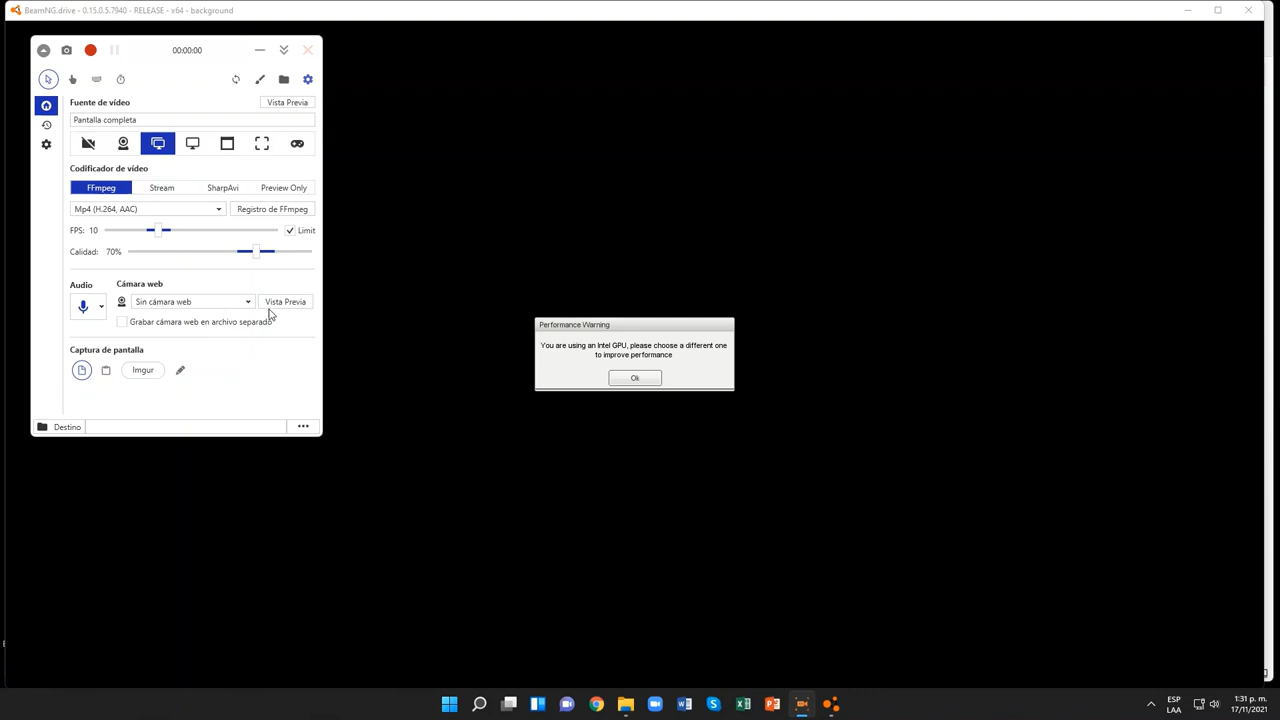 BeamNG.drive - 0.15.0.5.7940 - RELEASE - x64 - background
00:00:00
Fuente de vídeo
Vista Previa
Pantalla completa
Codificador de vídeo
FFmpeg
Stream
SharpAvi
Preview Only
Mp4 (H.264, AAC)
Registro de FFmpeg
FPS: 10
Limit
Calidad: 70%
Audio
Cámara web
Sin cámara web
Vista Previa
Grabar cámara web en archivo separado
Captura de pantalla
Imgur
Destino
Performance Warning
You are using an Intel GPU, please choose a different one
to improve performance
Ok
ESP
LAA
1:31 p. m.
17/11/2021